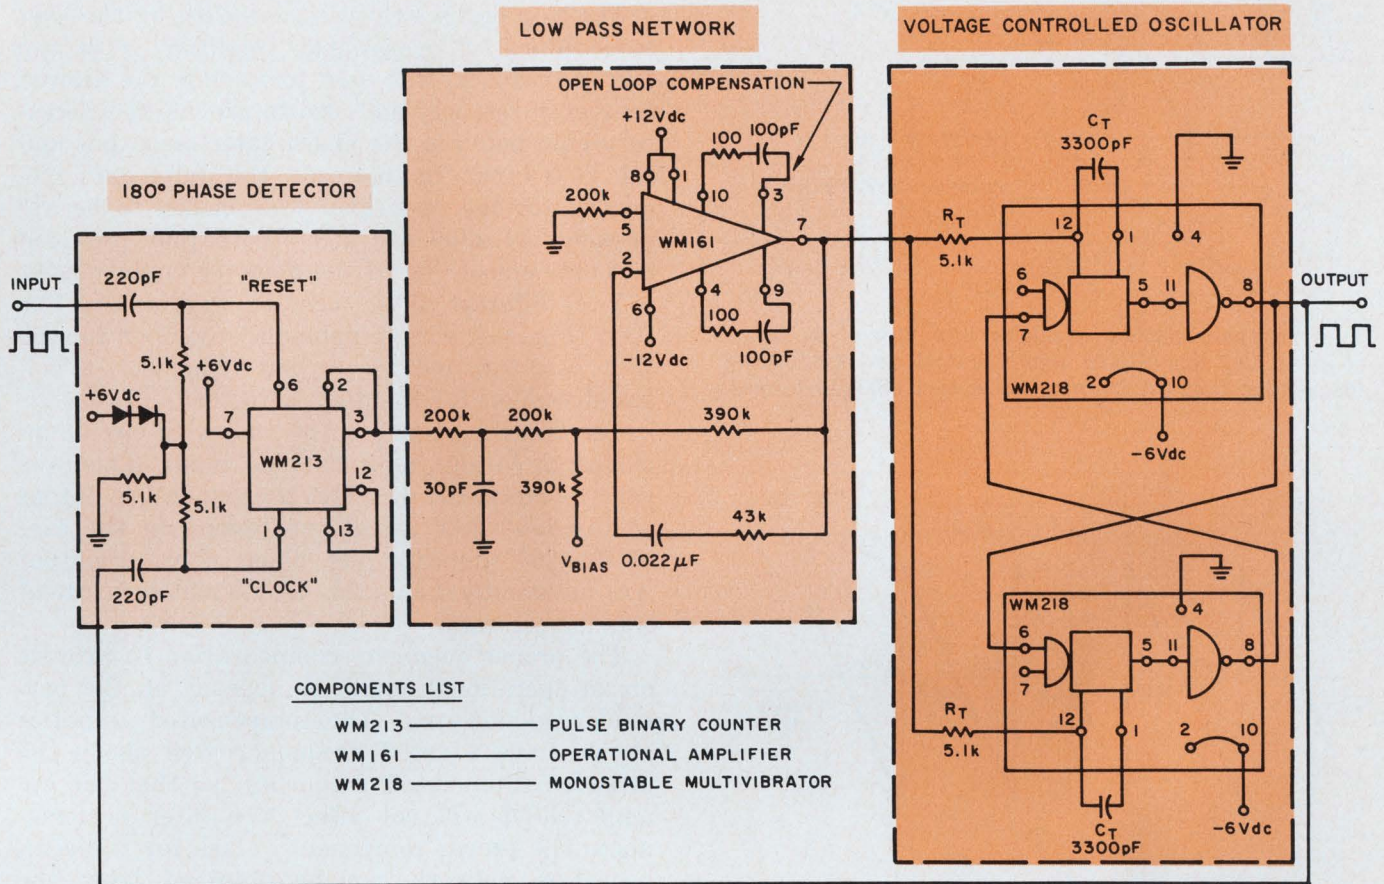 LOW PASS NETWORK
VOLTAGE CONTROLLED OSCILLATOR
180° PHASE DETECTOR
OPEN LOOP COMPENSATION
+12Vdc
100
100pF
8
1
10
3
200k
5
WM161
7
2
4
9
6
100
100pF
-12Vdc
INPUT
220pF
"RESET"
5.1k
+6Vdc
+6Vdc
6
2
7
3
WM213
12
5.1k
5.1k
1
13
220pF
"CLOCK"
200k
200k
390k
30pF
390k
43k
VBIAS
0.022µF
CT
3300pF
RT
5.1k
12
1
4
6
7
5
11
8
OUTPUT
WM218
2
10
-6Vdc
WM218
4
6
7
5
11
8
RT
5.1k
12
1
2
10
CT
3300pF
-6Vdc
COMPONENTS LIST
WM213 PULSE BINARY COUNTER
WM161 OPERATIONAL AMPLIFIER
WM218 MONOSTABLE MULTIVIBRATOR